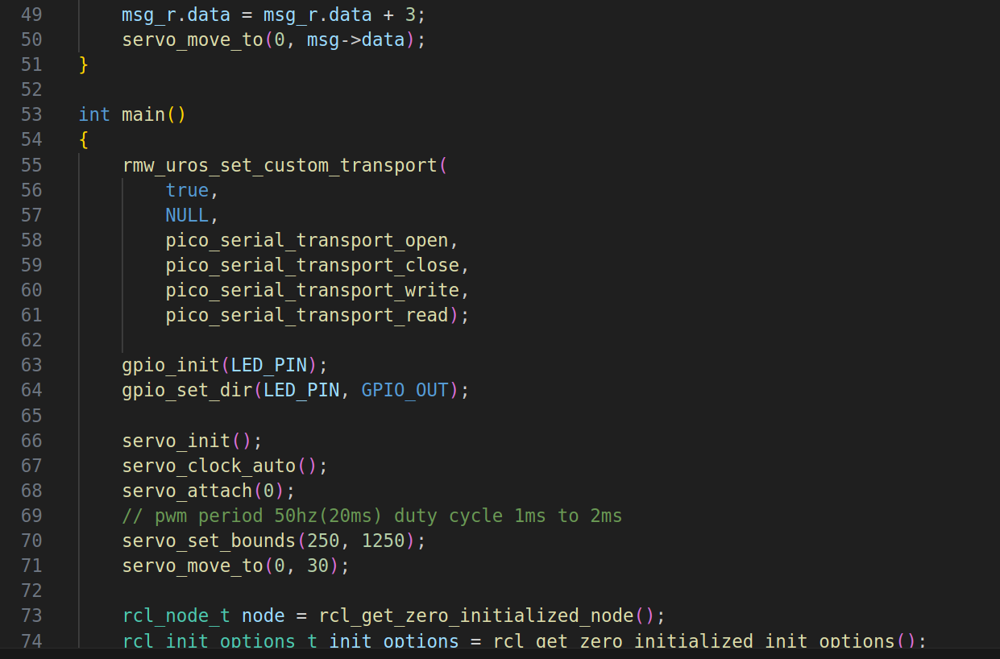 49 msg_r.data = msg_r.data + 3;
50 servo_move_to(0, msg->data);
51 }
52
53 int main()
54 {
55 rmw_uros_set_custom_transport(
56 true,
57 NULL,
58 pico_serial_transport_open,
59 pico_serial_transport_close,
60 pico_serial_transport_write,
61 pico_serial_transport_read);
62
63 gpio_init(LED_PIN);
64 gpio_set_dir(LED_PIN, GPIO_OUT);
65
66 servo_init();
67 servo_clock_auto();
68 servo_attach(0);
69 // pwm period 50hz(20ms) duty cycle 1ms to 2ms
70 servo_set_bounds(250, 1250);
71 servo_move_to(0, 30);
72
73 rcl_node_t node = rcl_get_zero_initialized_node();
74 rcl_init_options_t init_options = rcl_get_zero_initialized_init_options();